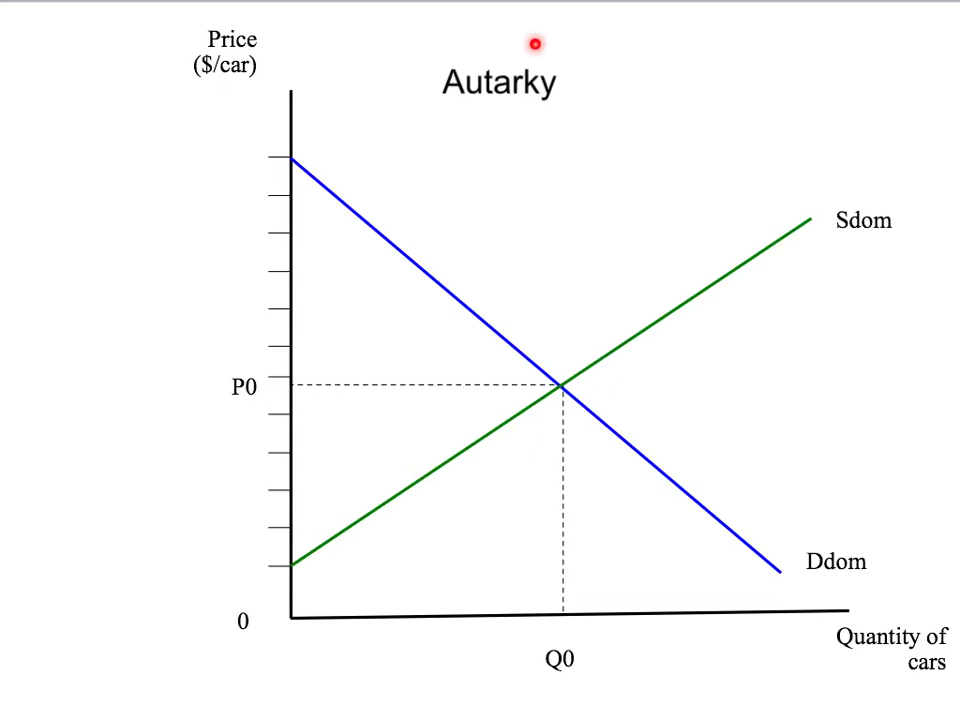 Price
($/car)
Autarky
Sdom
P0
Ddom
0
Quantity of
cars
Q0